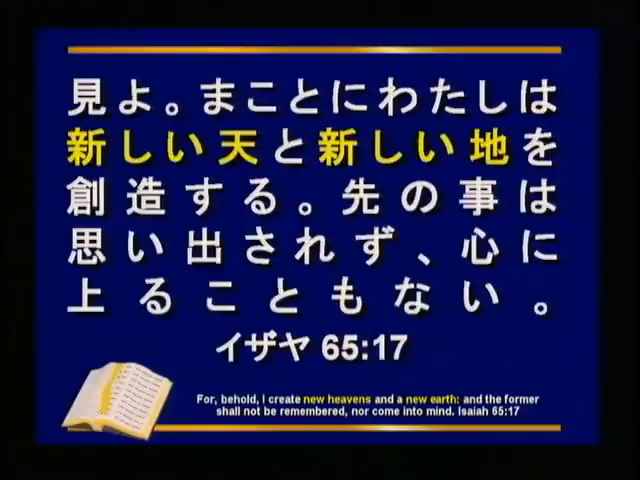 見よ。まことにわたしは
新しい天と新しい地を
創造する。先の事は
思い出されず、心に
上ることもない。
イザヤ 65:17
For, behold, I create new heavens and a new earth: and the former
shall not be remembered, nor come into mind. Isaiah 65:17